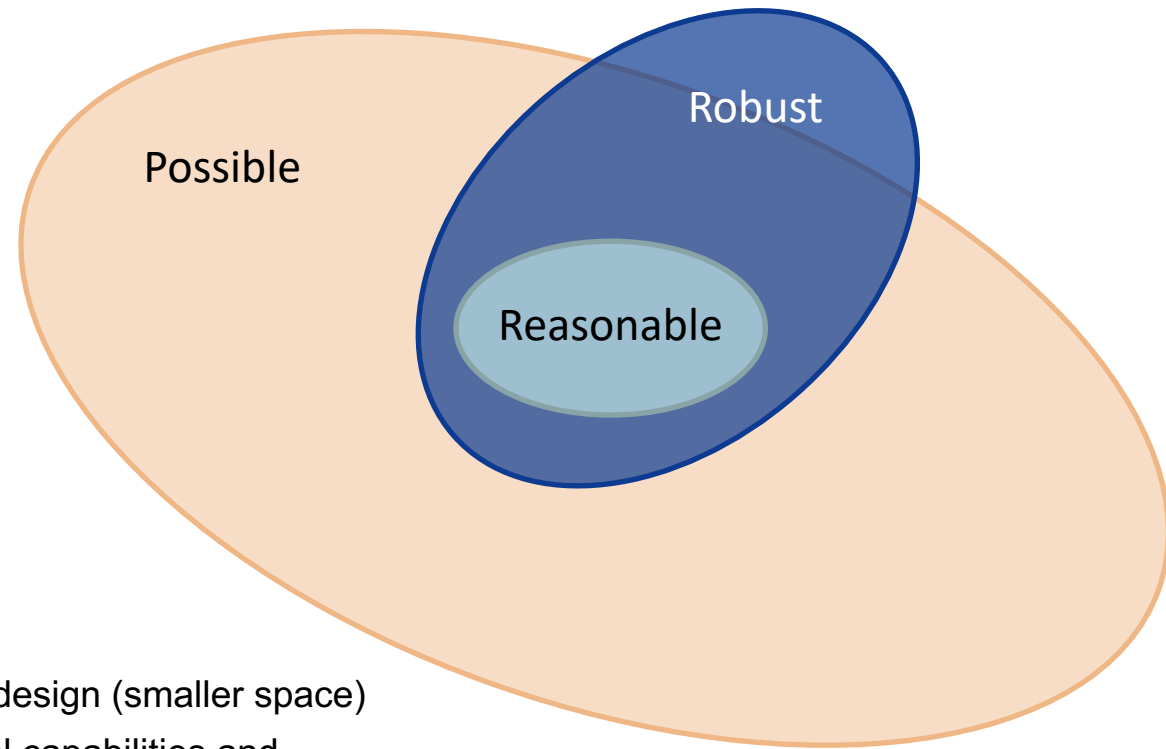 Robust
Possible
Reasonable
design (smaller space)
capabilities and